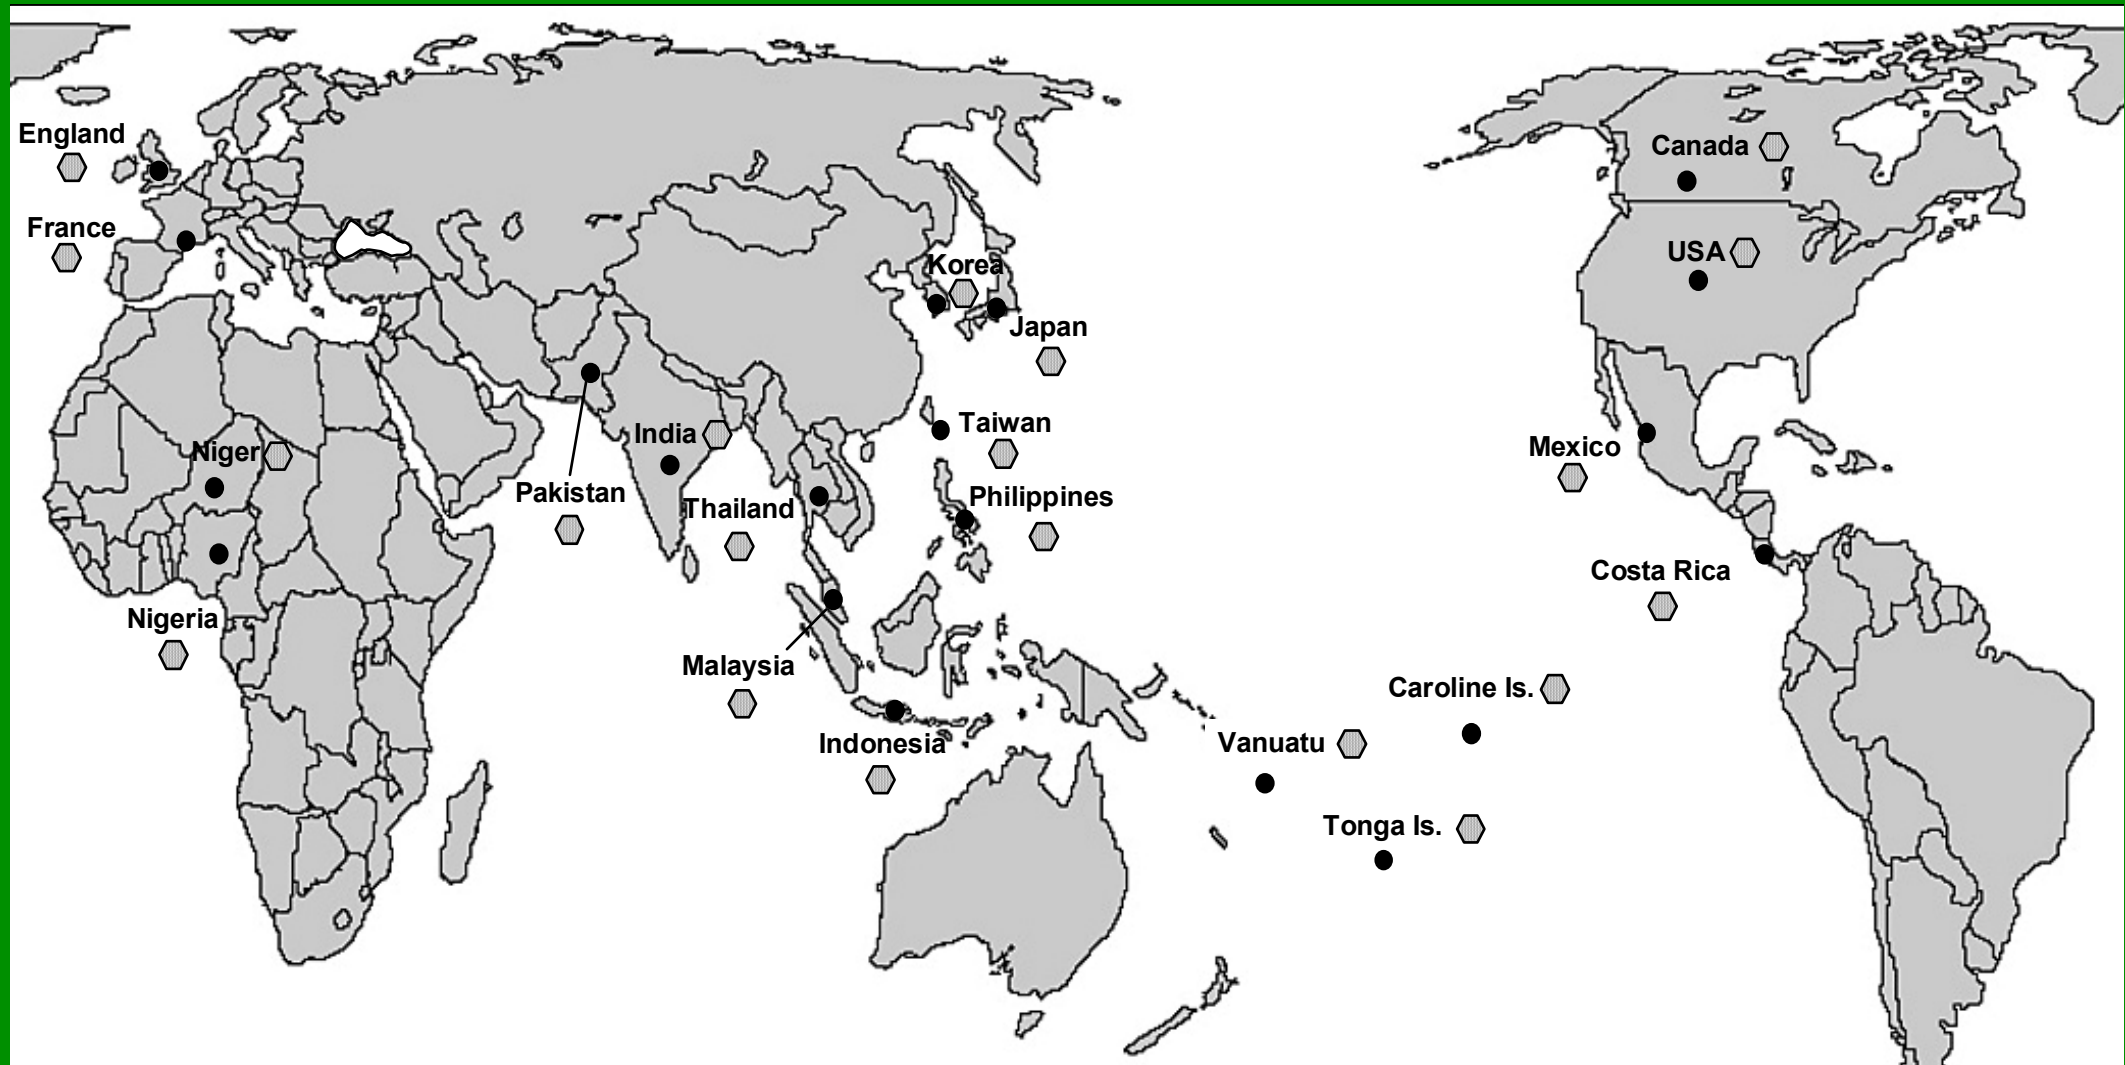 England
France
Niger
Nigeria
Pakistan
India
Thailand
Malaysia
Indonesia
Korea
Japan
Taiwan
Philippines
Vanuatu
Caroline Is.
Tonga Is.
Canada
USA
Mexico
Costa Rica